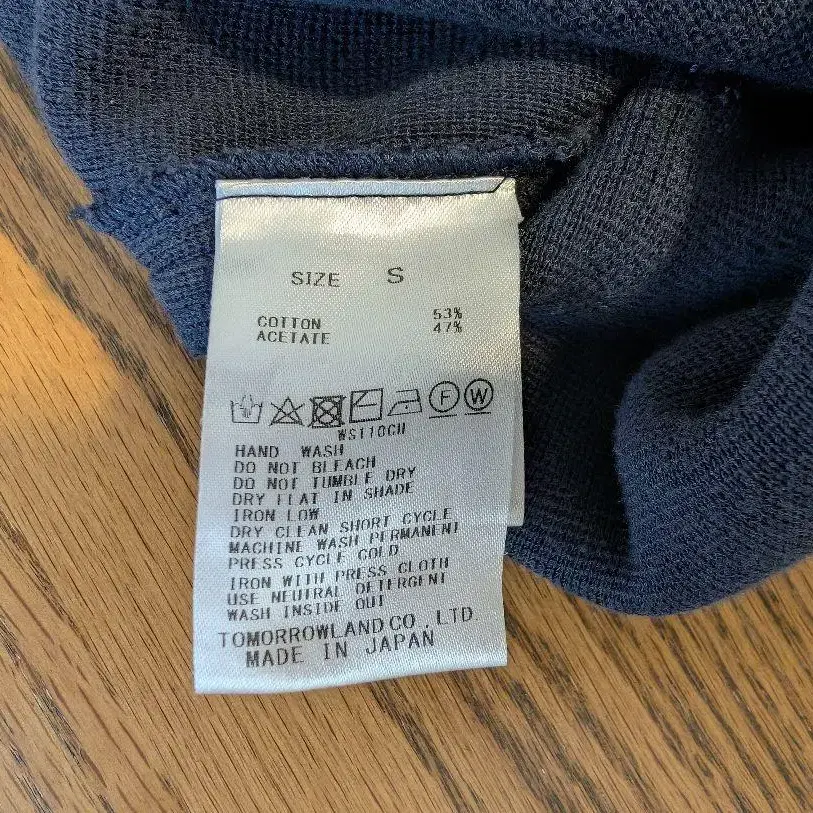 SIZE S
COTTON 53%
ACETATE 47%
F W
WS110CH
HAND WASH
DO NOT BLEACH
DO NOT TUMBLE DRY
DRY FLAT IN SHADE
IRON LOW
DRY CLEAN SHORT CYCLE
MACHINE WASH PERMANENT
PRESS CYCLE COLD
IRON WITH PRESS CLOTH
USE NEUTRAL DETERGENT
WASH INSIDE OUT
TOMORROWLAND CO.,LTD.
MADE IN JAPAN